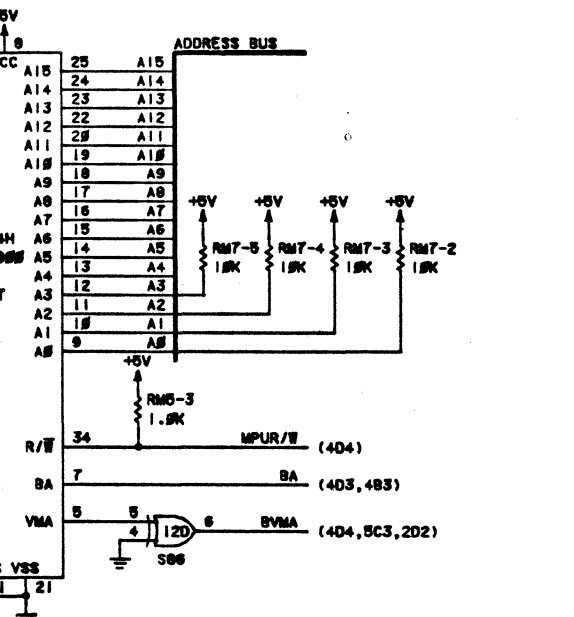 5V
8
CC
ADDRESS BUS
A15 25 A15
A14 24 A14
A13 23 A13
A12 22 A12
A11 20 A11
A10 19 A10
A9 18 A9
A8 17 A8
A7 16 A7
A6 15 A6
A5 14 A5
A4 13 A4
A3 12 A3
A2 11 A2
A1 10 A1
A0 9 A0
+5V +5V +5V +5V
RM7-5 RM7-4 RM7-3 RM7-2
10K 10K 10K 10K
4H
T
+5V
RM5-3
1.0K
R/W̅ 34 MPUR/W̅ (4D4)
BA 7 BA (4D3,4B3)
VMA 5 5 12D 6 BVMA (4D4,5C3,2D2)
4
S86
VSS
21